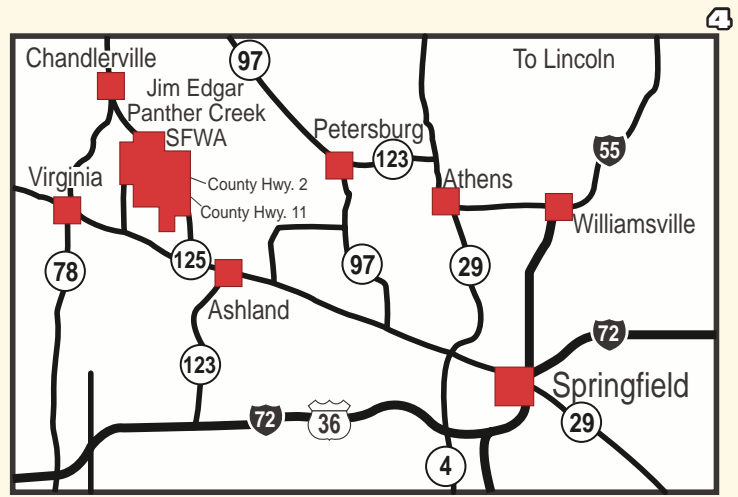 4
Chandlerville
97
To Lincoln
Jim Edgar
Panther Creek
SFWA
Petersburg
123
55
Virginia
County Hwy. 2
County Hwy. 11
Athens
Williamsville
78
125
97
29
Ashland
123
72
Springfield
72
36
29
4